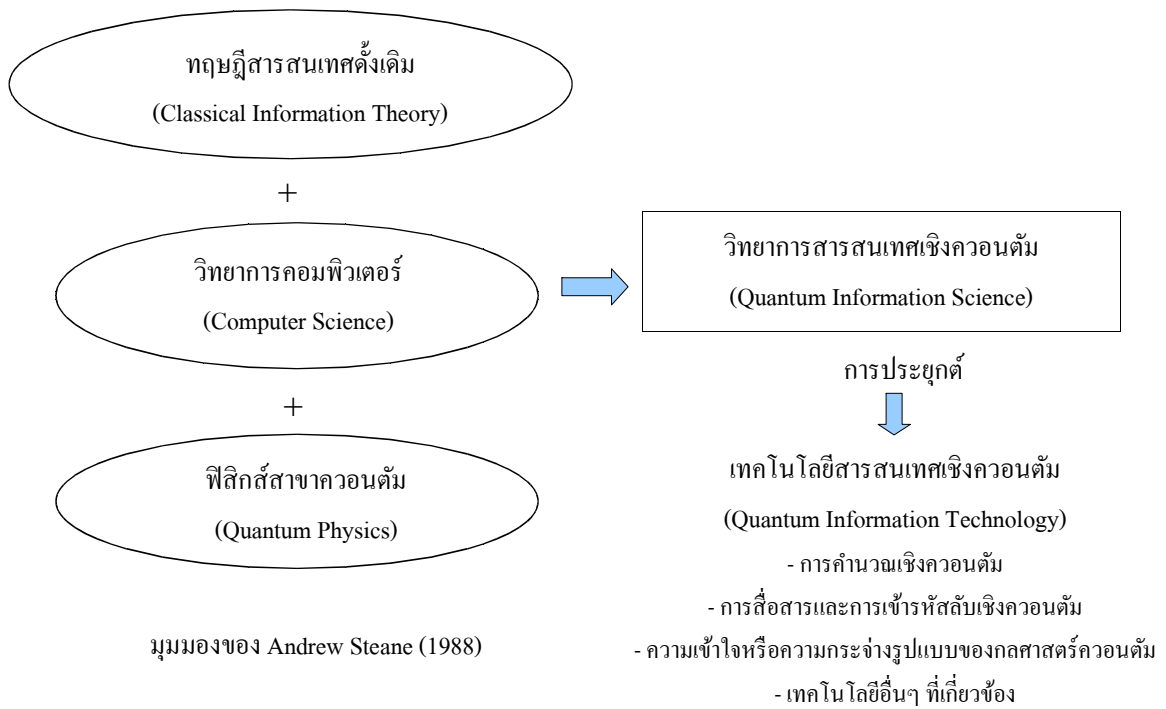 ทฤษฎีสารสนเทศดั้งเดิม
(Classical Information Theory)
+
วิทยาการคอมพิวเตอร์
(Computer Science)
+
ฟิสิกส์สาขาควอนตัม
(Quantum Physics)
มุมมองของ Andrew Steane (1988)
วิทยาการสารสนเทศเชิงควอนตัม
(Quantum Information Science)
การประยุกต์
เทคโนโลยีสารสนเทศเชิงควอนตัม
(Quantum Information Technology)
- การคำนวณเชิงควอนตัม
- การสื่อสารและการเข้ารหัสลับเชิงควอนตัม
- ความเข้าใจหรือความกระจ่างรูปแบบของกลศาสตร์ควอนตัม
- เทคโนโลยีอื่นๆ ที่เกี่ยวข้อง